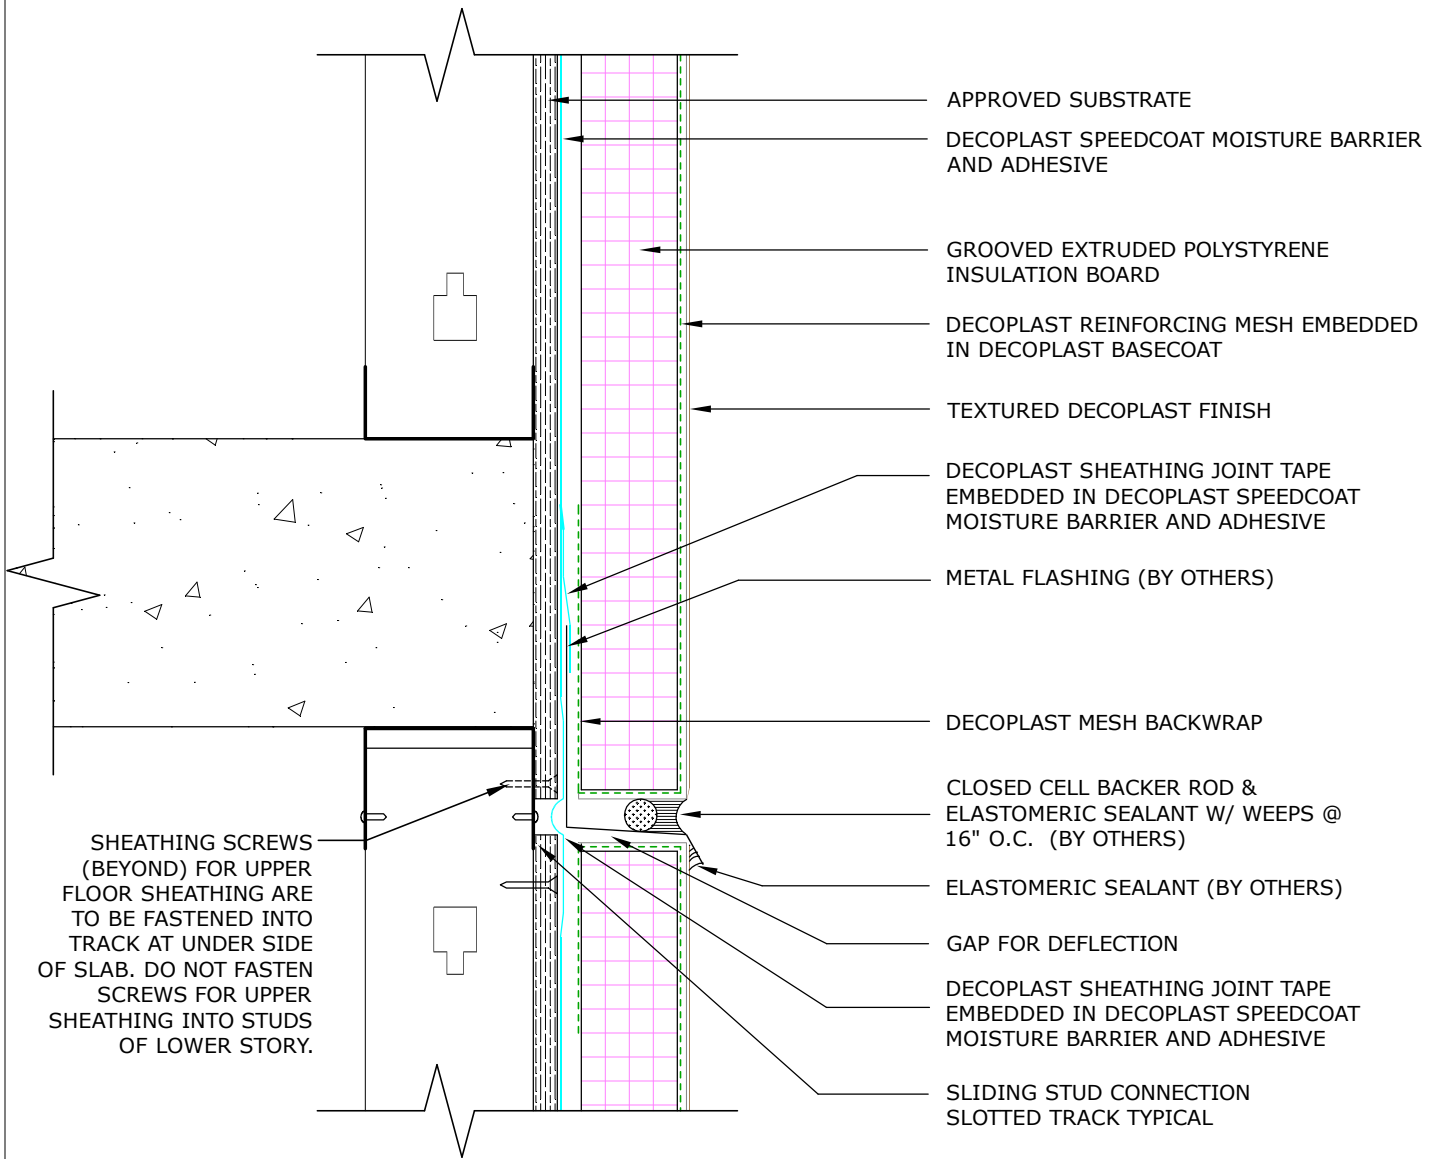 APPROVED SUBSTRATE
DECOPLAST SPEEDCOAT MOISTURE BARRIER
AND ADHESIVE
GROOVED EXTRUDED POLYSTYRENE
INSULATION BOARD
DECOPLAST REINFORCING MESH EMBEDDED
IN DECOPLAST BASECOAT
TEXTURED DECOPLAST FINISH
DECOPLAST SHEATHING JOINT TAPE
EMBEDDED IN DECOPLAST SPEEDCOAT
MOISTURE BARRIER AND ADHESIVE
METAL FLASHING (BY OTHERS)
DECOPLAST MESH BACKWRAP
CLOSED CELL BACKER ROD &
ELASTOMERIC SEALANT W/ WEEPS @
16" O.C. (BY OTHERS)
ELASTOMERIC SEALANT (BY OTHERS)
GAP FOR DEFLECTION
DECOPLAST SHEATHING JOINT TAPE
EMBEDDED IN DECOPLAST SPEEDCOAT
MOISTURE BARRIER AND ADHESIVE
SLIDING STUD CONNECTION
SLOTTED TRACK TYPICAL
SHEATHING SCREWS
(BEYOND) FOR UPPER
FLOOR SHEATHING ARE
TO BE FASTENED INTO
TRACK AT UNDER SIDE
OF SLAB. DO NOT FASTEN
SCREWS FOR UPPER
SHEATHING INTO STUDS
OF LOWER STORY.